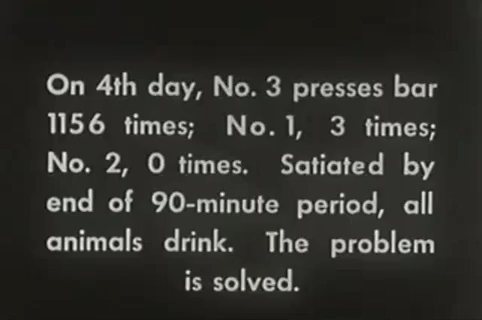 On 4th day, No. 3 presses bar
1156 times; No. 1, 3 times;
No. 2, 0 times. Satiated by
end of 90-minute period, all
animals drink. The problem
is solved.